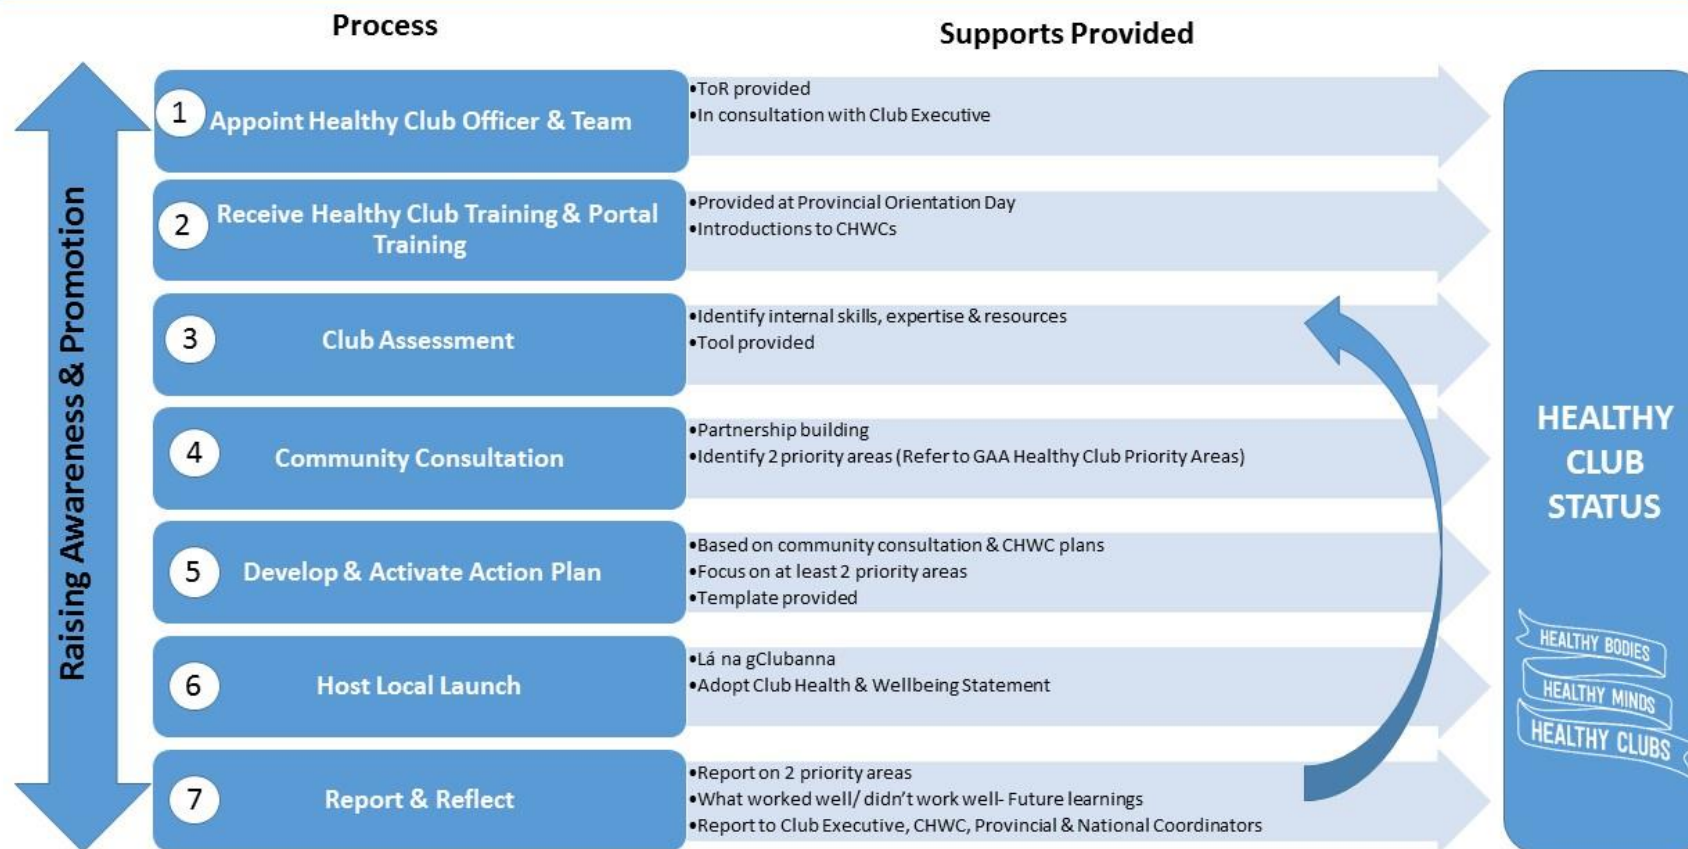 Process
Supports Provided
Raising Awareness & Promotion
1
Appoint Healthy Club Officer & Team
•ToR provided
•In consultation with Club Executive
2
Receive Healthy Club Training & Portal
Training
•Provided at Provincial Orientation Day
•Introductions to CHWCs
3
Club Assessment
•Identify internal skills, expertise & resources
•Tool provided
4
Community Consultation
•Partnership building
•Identify 2 priority areas (Refer to GAA Healthy Club Priority Areas)
5
Develop & Activate Action Plan
•Based on community consultation & CHWC plans
•Focus on at least 2 priority areas
•Template provided
6
Host Local Launch
•Lá na gClubanna
•Adopt Club Health & Wellbeing Statement
7
Report & Reflect
•Report on 2 priority areas
•What worked well/ didn't work well- Future learnings
•Report to Club Executive, CHWC, Provincial & National Coordinators
HEALTHY
CLUB
STATUS
HEALTHY BODIES
HEALTHY MINDS
HEALTHY CLUBS